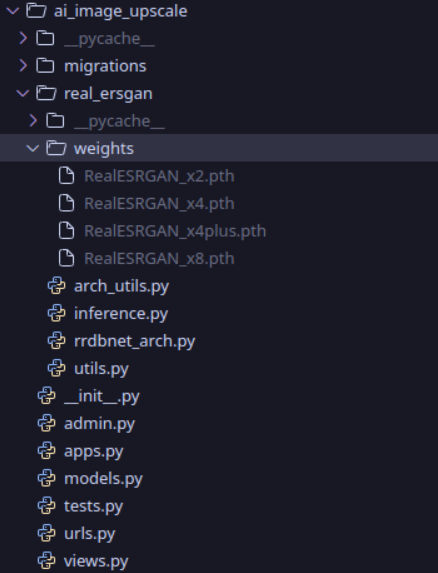 ai_image_upscale
__pycache__
migrations
real_ersgan
__pycache__
weights
RealESRGAN_x2.pth
RealESRGAN_x4.pth
RealESRGAN_x4plus.pth
RealESRGAN_x8.pth
arch_utils.py
inference.py
rrdbnet_arch.py
utils.py
__init__.py
admin.py
apps.py
models.py
tests.py
urls.py
views.py